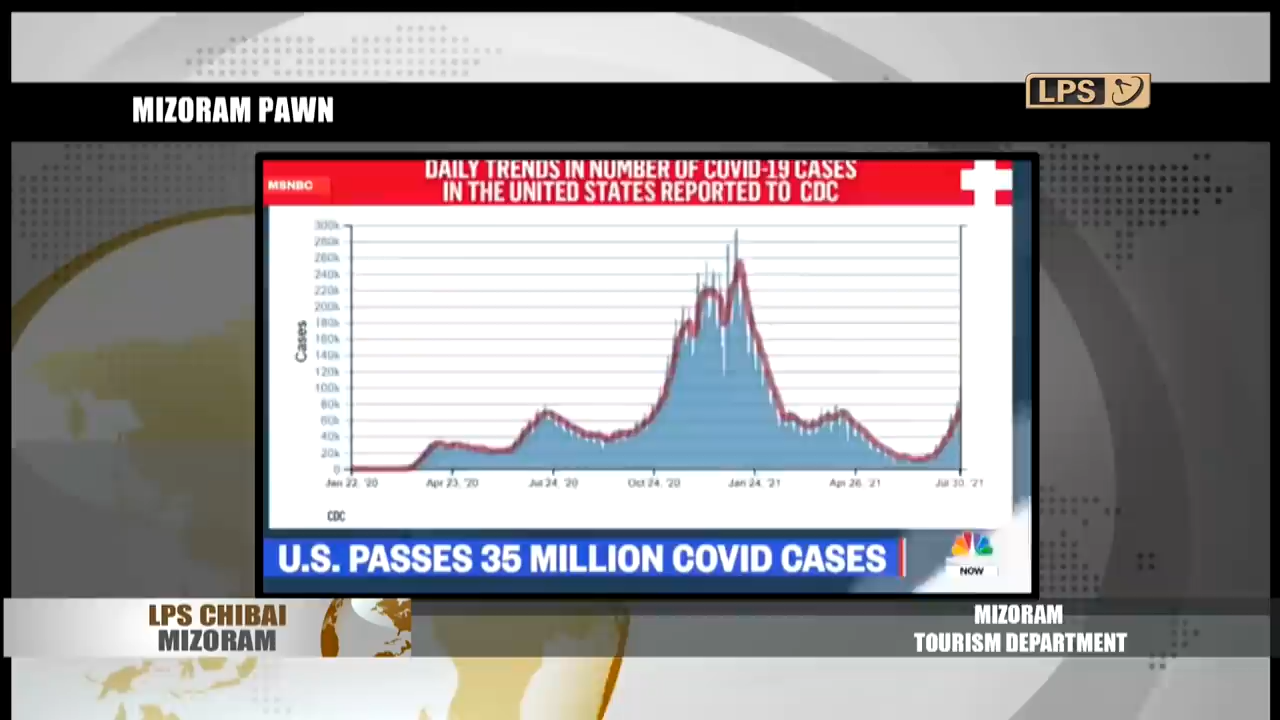 MIZORAM PAWN
LPS
DAILY TRENDS IN NUMBER OF COVID-19 CASES
IN THE UNITED STATES REPORTED TO CDC
MSNBC
300k
280k
260k
240k
220k
200k
180k
160k
140k
120k
100k
80k
60k
40k
20k
0
Cases
Jan 22, '20
Apr 23, '20
Jul 24, '20
Oct 24, '20
Jan 24, '21
Apr 26, '21
Jul 30, '21
CDC
U.S. PASSES 35 MILLION COVID CASES
NOW
LPS CHIBAI
MIZORAM
MIZORAM
TOURISM DEPARTMENT